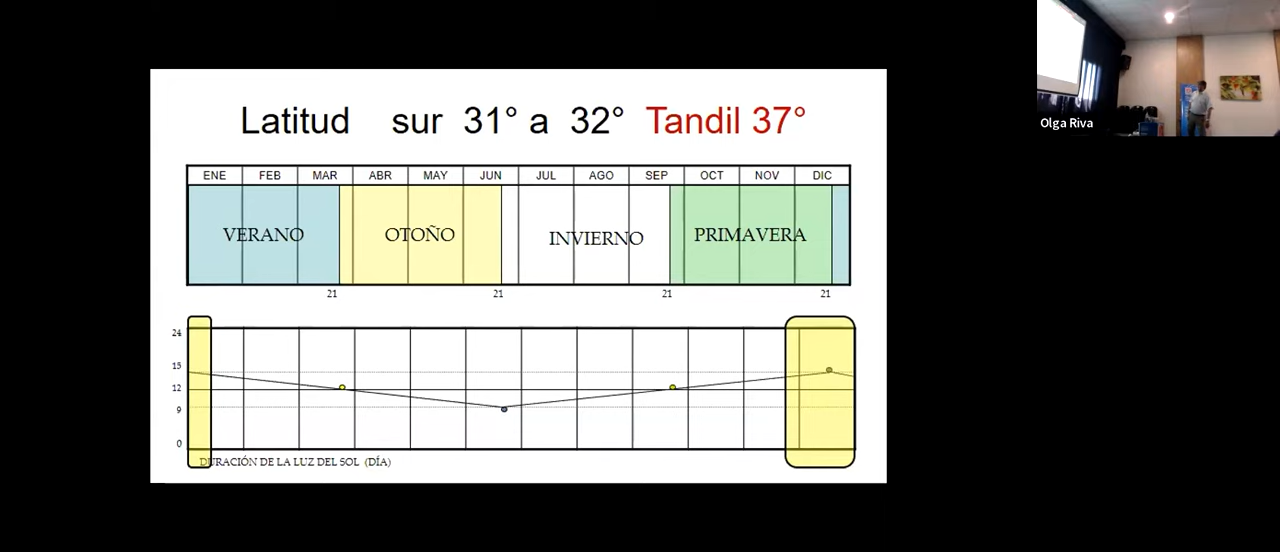 Latitud sur 31° a 32° Tandil 37°
ENE FEB MAR ABR MAY JUN JUL AGO SEP OCT NOV DIC
VERANO OTOÑO INVIERNO PRIMAVERA
21 21 21 21
24
15
12
9
0
DURACIÓN DE LA LUZ DEL SOL (DÍA)
Olga Riva